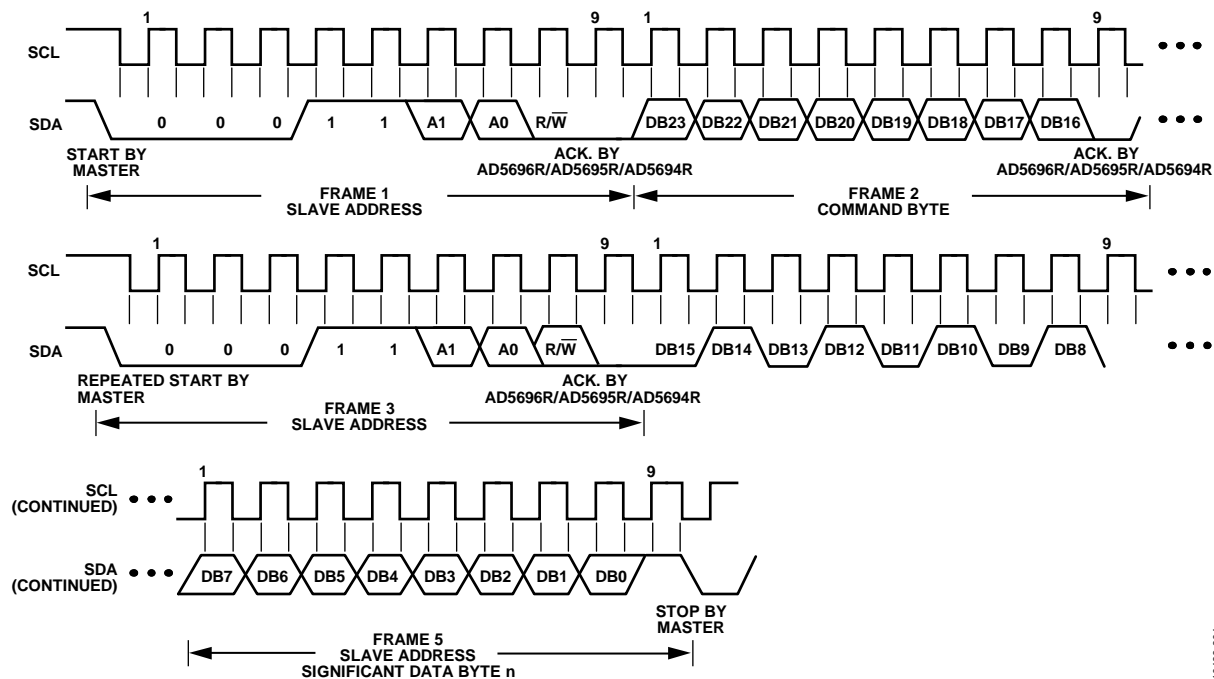 1 9 1 9
SCL
SDA 0 0 0 1 1 A1 A0 R/W̅ DB23 DB22 DB21 DB20 DB19 DB18 DB17 DB16
START BY
MASTER
ACK. BY
AD5696R/AD5695R/AD5694R
ACK. BY
AD5696R/AD5695R/AD5694R
FRAME 1
SLAVE ADDRESS
FRAME 2
COMMAND BYTE
1 9 1 9
SCL
SDA 0 0 0 1 1 A1 A0 R/W̅ DB15 DB14 DB13 DB12 DB11 DB10 DB9 DB8
REPEATED START BY
MASTER
ACK. BY
AD5696R/AD5695R/AD5694R
FRAME 3
SLAVE ADDRESS
1 9
SCL
(CONTINUED)
SDA
(CONTINUED)
DB7 DB6 DB5 DB4 DB3 DB2 DB1 DB0
STOP BY
MASTER
FRAME 5
SLAVE ADDRESS
SIGNIFICANT DATA BYTE n